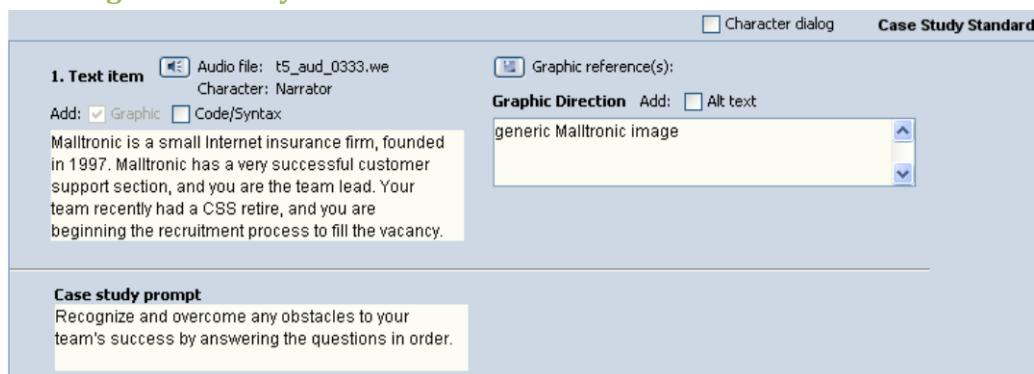 Character dialog Case Study Standard
1. Text item Audio file: t5_aud_0333.we
Character: Narrator
Add: Graphic Code/Syntax
Malltronic is a small Internet insurance firm, founded
in 1997. Malltronic has a very successful customer
support section, and you are the team lead. Your
team recently had a CSS retire, and you are
beginning the recruitment process to fill the vacancy.
Graphic reference(s):
Graphic Direction Add: Alt text
generic Malltronic image
Case study prompt
Recognize and overcome any obstacles to your
team's success by answering the questions in order.